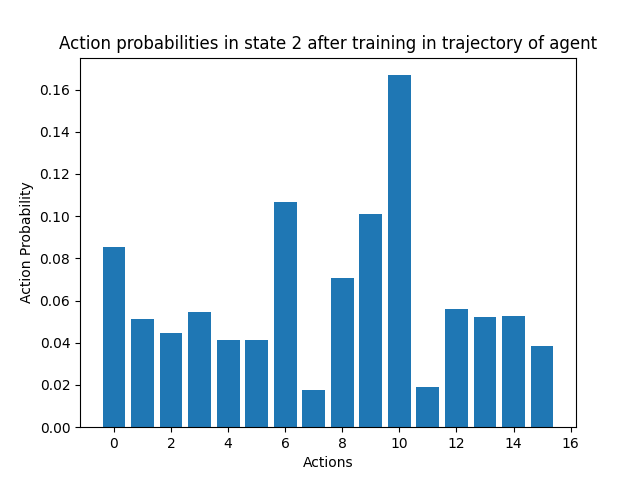 Action probabilities in state 2 after training in trajectory of agent
0.16
0.14
0.12
0.10
0.08
0.06
0.04
0.02
0.00
Action Probability
0 2 4 6 8 10 12 14 16
Actions